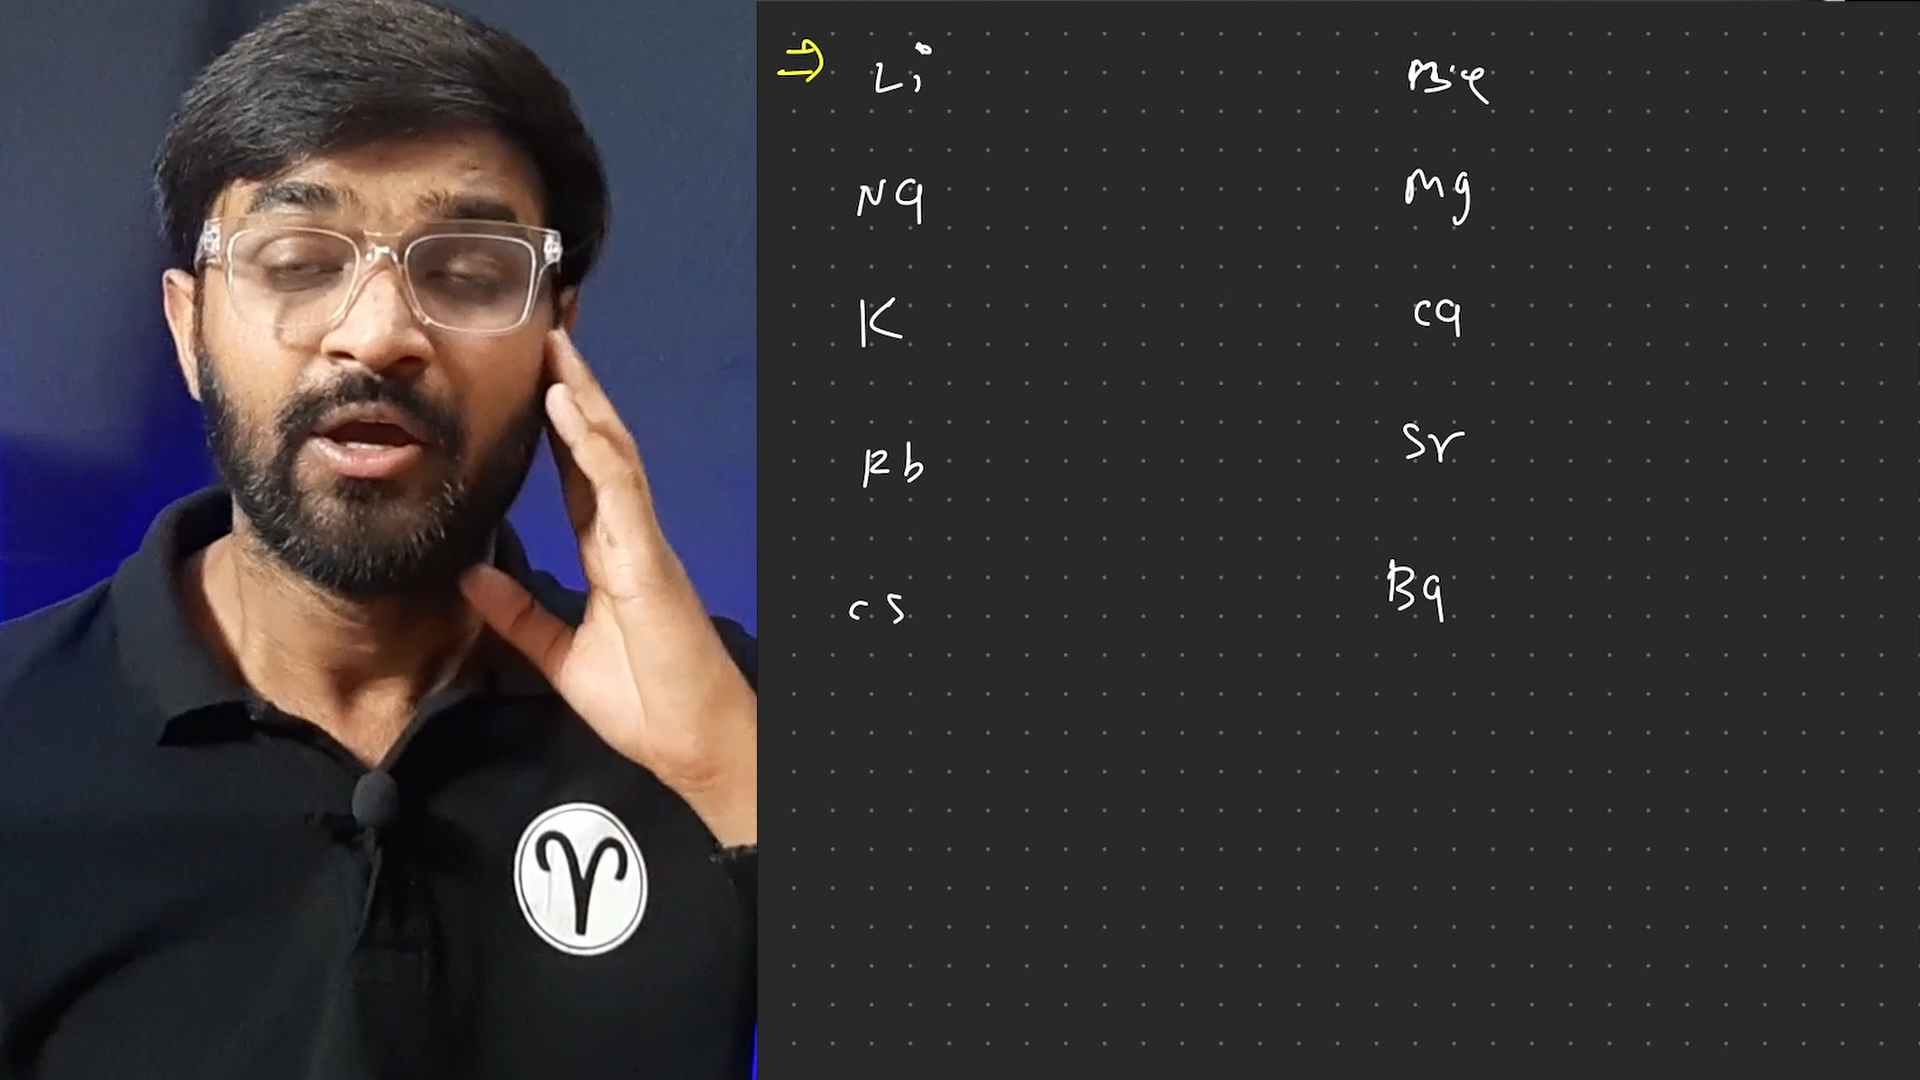 ⇒ Li Be
Na Mg
K Ca
Rb Sr
Cs Ba